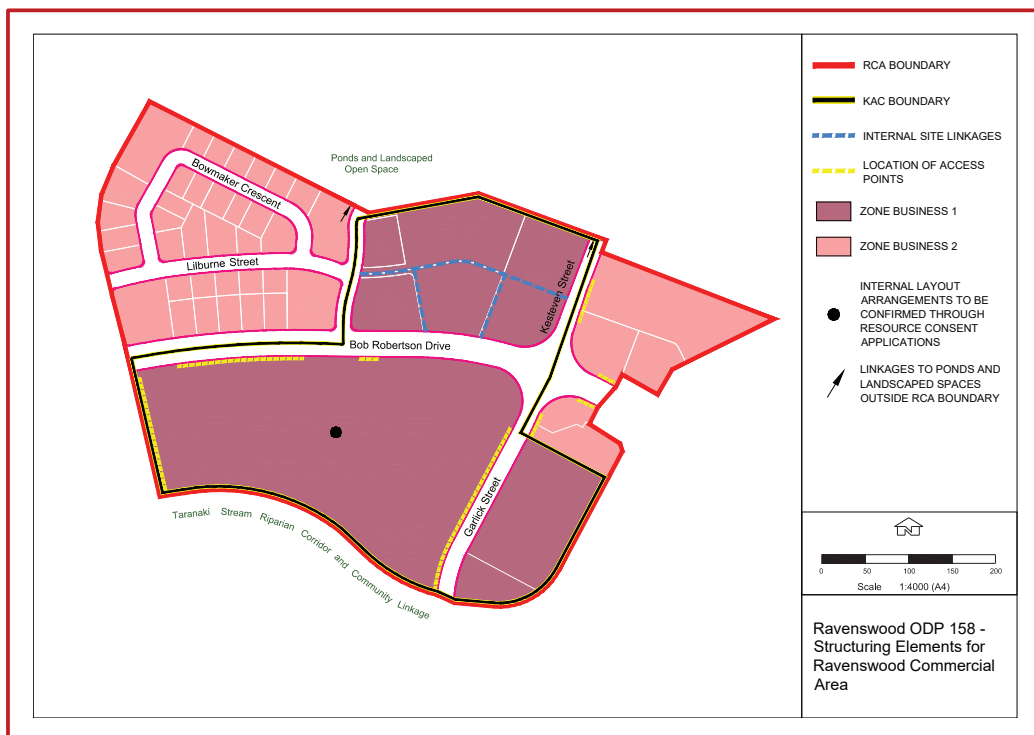 Ponds and Landscaped
Open Space
Bowmaker Crescent
Lilburne Street
Kesteven Street
Bob Robertson Drive
Garlick Street
Taranaki Stream Riparian Corridor and Community Linkage
RCA BOUNDARY
KAC BOUNDARY
INTERNAL SITE LINKAGES
LOCATION OF ACCESS
POINTS
ZONE BUSINESS 1
ZONE BUSINESS 2
INTERNAL LAYOUT
ARRANGEMENTS TO BE
CONFIRMED THROUGH
RESOURCE CONSENT
APPLICATIONS
LINKAGES TO PONDS AND
LANDSCAPED SPACES
OUTSIDE RCA BOUNDARY
N
0 50 100 150 200
Scale 1:4000 (A4)
Ravenswood ODP 158 -
Structuring Elements for
Ravenswood Commercial
Area